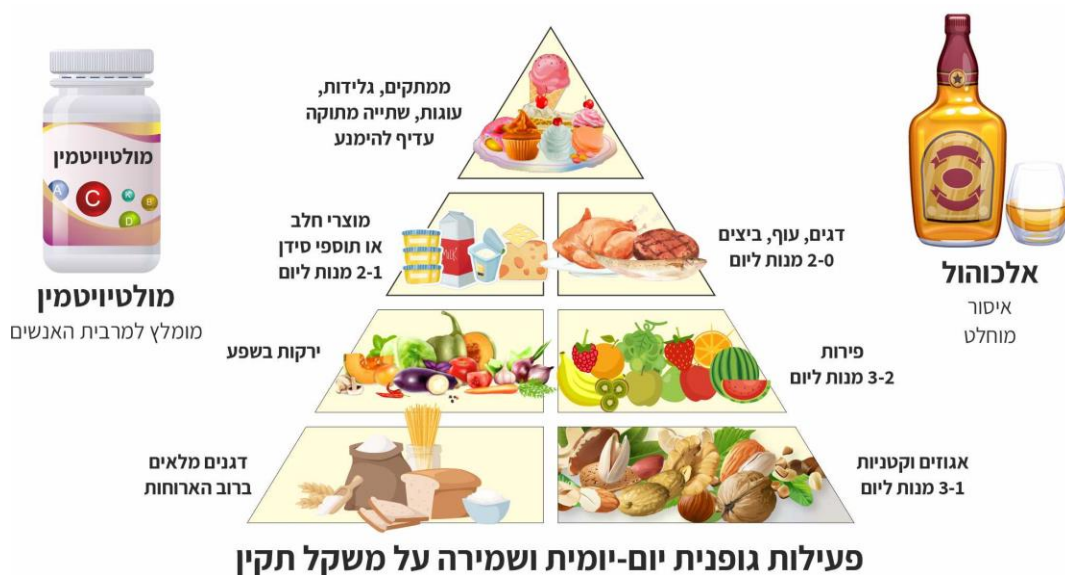 ממתקים, גלידות,
עוגות, שתייה מתוקה
עדיף להימנע
מולטיויטמין
A
C
K
B
D
מולטיויטמין
מומלץ למרבית האנשים
אלכוהול
איסור
מוחלט
דגים, עוף, ביצים
2-0 מנות ליום
מוצרי חלב
או תוספי סידן
2-1 מנות ליום
MILK
פירות
3-2 מנות ליום
ירקות בשפע
אגוזים וקטניות
3-1 מנות ליום
דגנים מלאים
ברוב הארוחות
פעילות גופנית יום-יומית ושמירה על משקל תקין